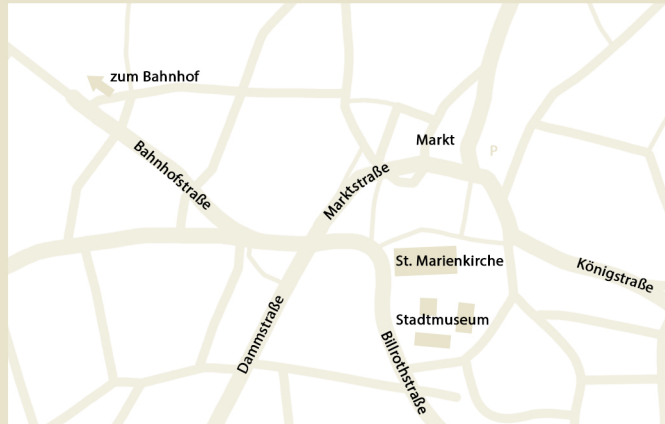 zum Bahnhof
Markt
P
Bahnhofstraße
Marktstraße
St. Marienkirche
Königstraße
Stadtmuseum
Dammstraße
Billrothstraße